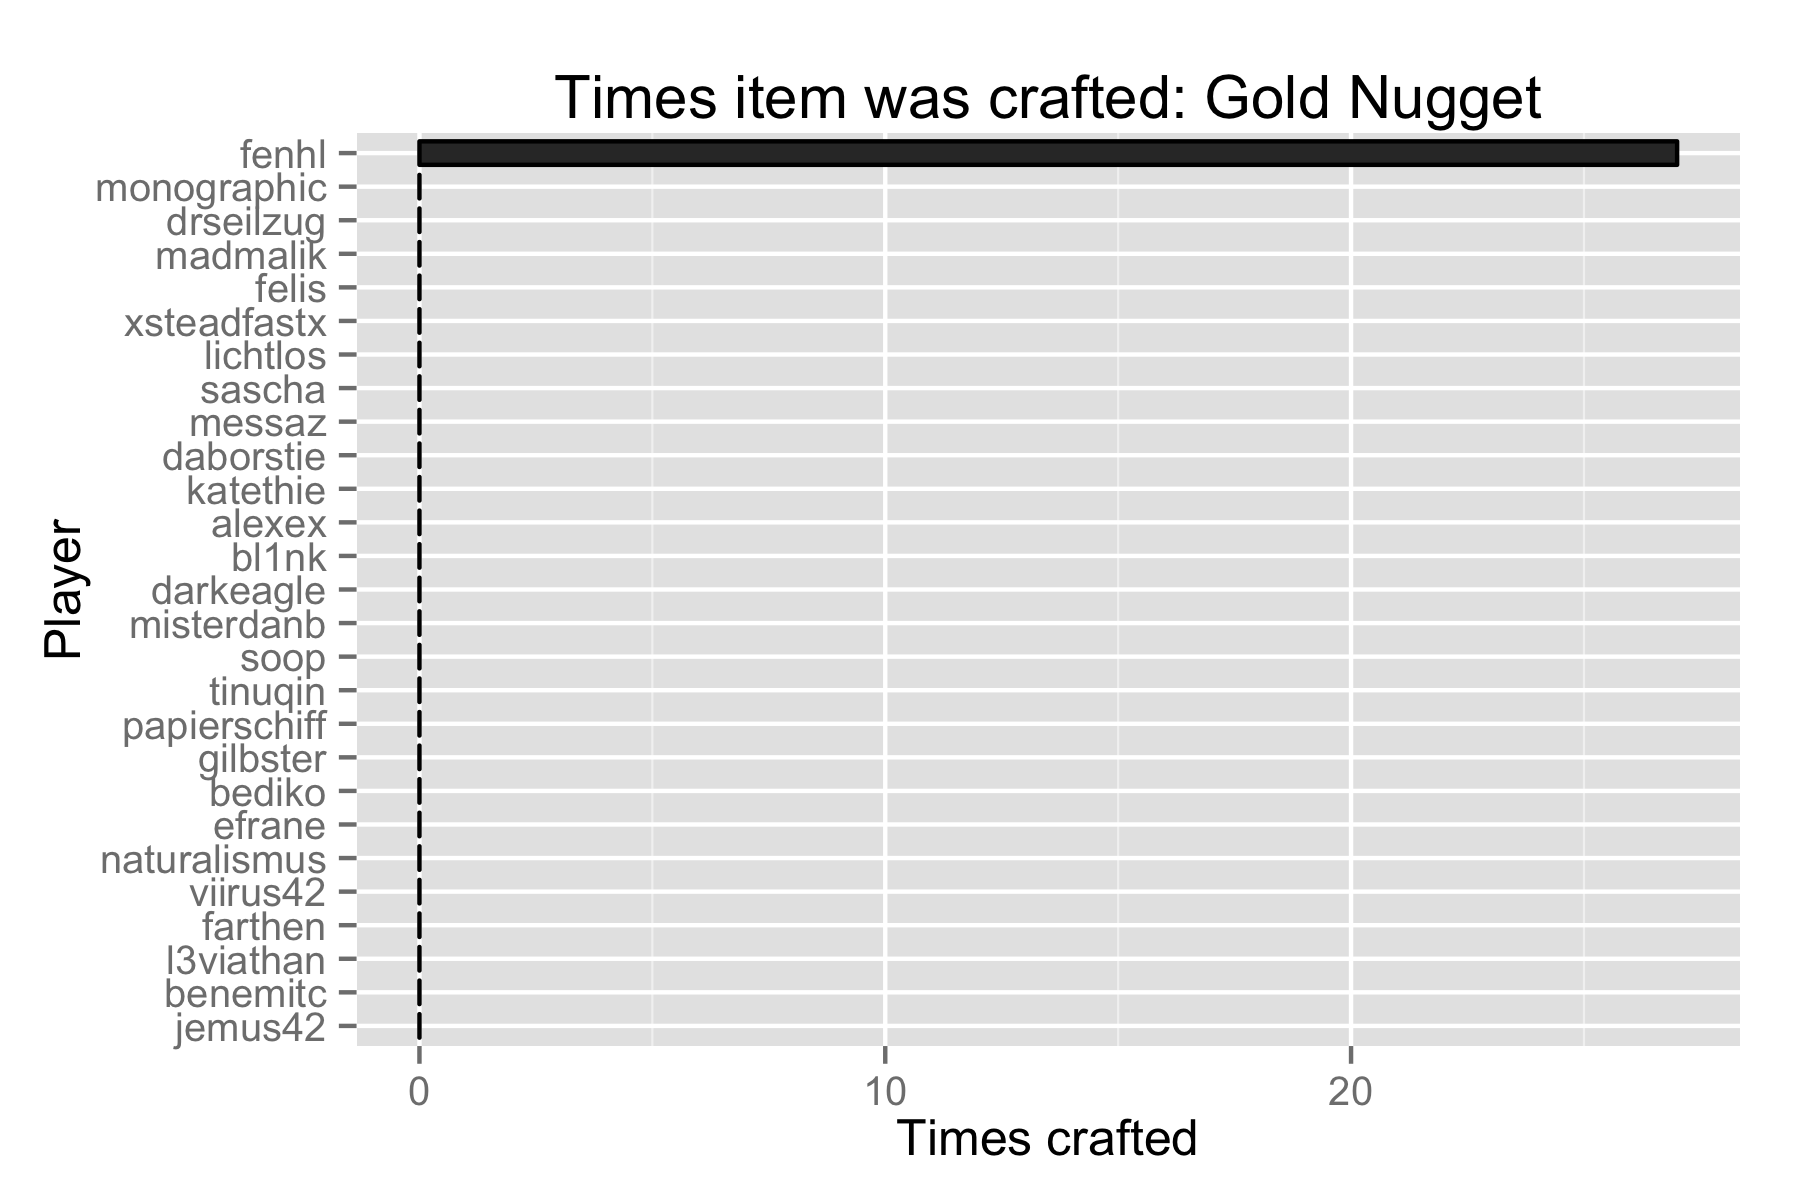 Times item was crafted: Gold Nugget
fenhl
monographic
drseilzug
madmalik
felis
xsteadfastx
lichtlos
sascha
messaz
daborstie
katethie
alexex
bl1nk
darkeagle
misterdanb
soop
tinuqin
papierschiff
gilbster
bediko
efrane
naturalismus
viirus42
farthen
l3viathan
benemitc
jemus42
Player
0 10 20
Times crafted